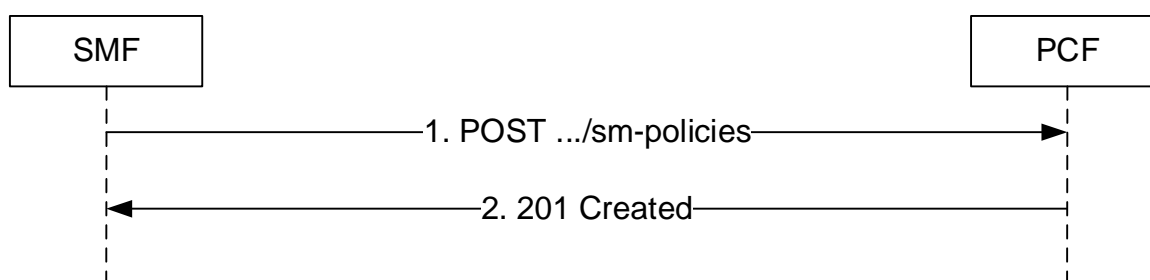 SMF
PCF
1. POST .../sm-policies
2. 201 Created